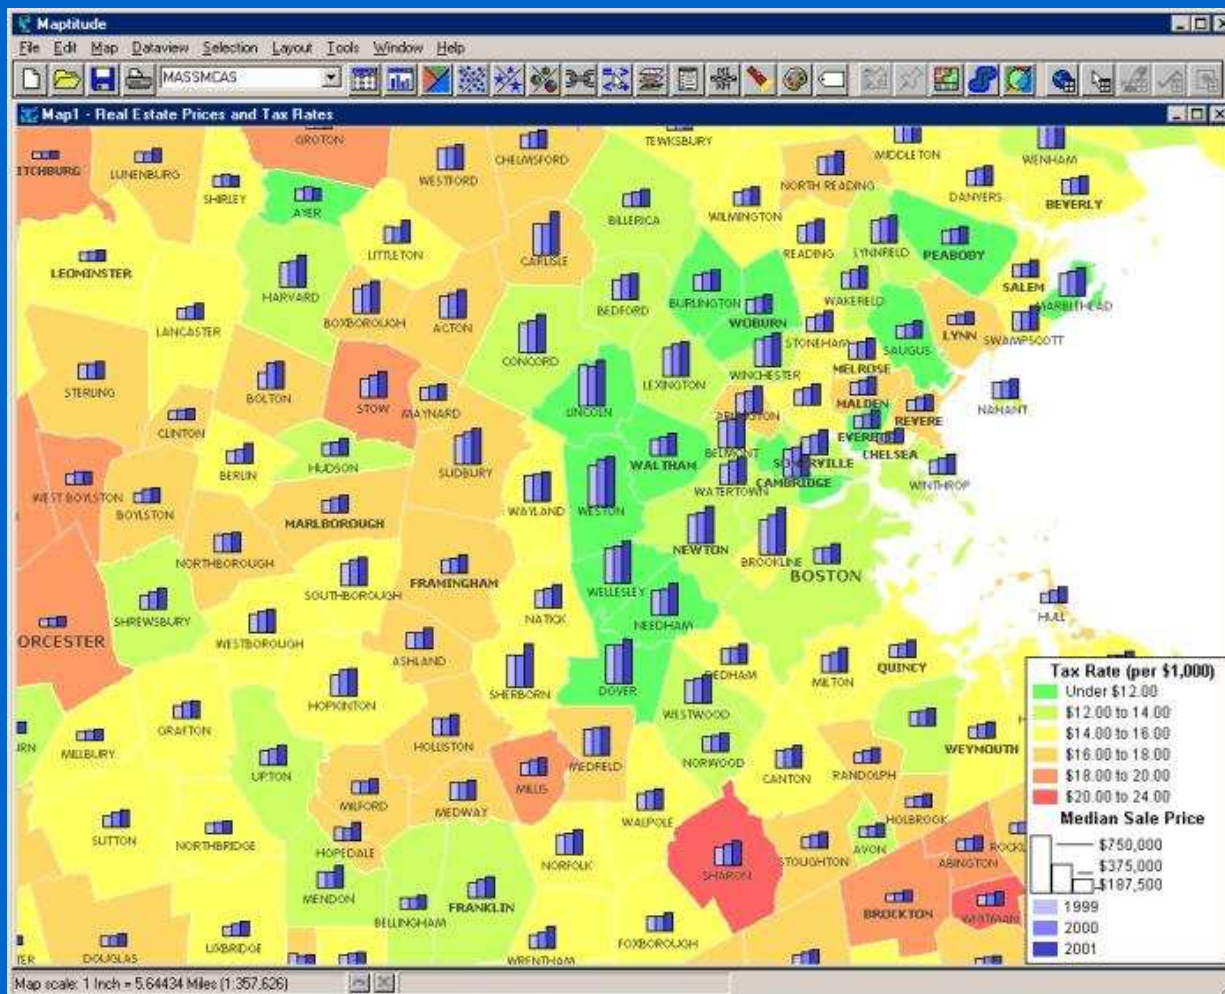 Maptitude
File Edit Map Dataview Selection Layout Tools Window Help
MASSMCAS
Map1 - Real Estate Prices and Tax Rates
GROTON
TEWKSBURY
ITCHBURG
LUNENBURG
WESTFORD
CHELMSFORD
MIDDLETON
WENHAM
SHIRLEY
NORTH READING
DANVERS
BEVERLY
AYER
BILLERICA
WILMINGTON
LITTLETON
READING
LYNNFIELD
PEABODY
LEOMINSTER
CARLISLE
HARVARD
BEDFORD
BURLINGTON
WAKEFIELD
SALEM
MARBLEHEAD
LANCASTER
BOXBOROUGH
ACTON
WOBURN
STONEHAM
LYNN
SWAMPSCOTT
CONCORD
SAUGUS
STERLING
BOLTON
STOW
MAYNARD
LINCOLN
LEXINGTON
WINCHESTER
MELROSE
NAHANT
CLINTON
ARLINGTON
MALDEN
REVERE
BERLIN
HUDSON
SUDBURY
WALTHAM
BELMONT
SOMERVILLE
EVERETT
CHELSEA
WEST BOYLSTON
BOYLSTON
WAYLAND
WESTON
WATERTOWN
CAMBRIDGE
WINTHROP
MARLBOROUGH
NORTHBOROUGH
NEWTON
BROOKLINE
BOSTON
SOUTHBOROUGH
FRAMINGHAM
WELLESLEY
SHREWSBURY
NATICK
NEEDHAM
HULL
ORCESTER
WESTBOROUGH
ASHLAND
SHERBORN
DOVER
DEDHAM
MILTON
QUINCY
HOPKINTON
WESTWOOD
GRAFTON
MILLBURY
HOLLISTON
MEDFIELD
NORWOOD
CANTON
RANDOLPH
WEYMOUTH
UPTON
MILFORD
MEDWAY
MILLIS
WALPOLE
HOLBROOK
SUTTON
NORTHBRIDGE
HOPEDALE
NORFOLK
SHARON
STOUGHTON
AVON
ABINGTON
MENDON
BELLINGHAM
FRANKLIN
BROCKTON
WHITMAN
UXBRIDGE
FOXBOROUGH
DOUGLAS
WRENTHAM
Tax Rate (per $1,000)
Under $12.00
$12.00 to 14.00
$14.00 to 16.00
$16.00 to 18.00
$18.00 to 20.00
$20.00 to 24.00
Median Sale Price
$750,000
$375,000
$187,500
1999
2000
2001
Map scale: 1 Inch = 5.64434 Miles (1:357,626)